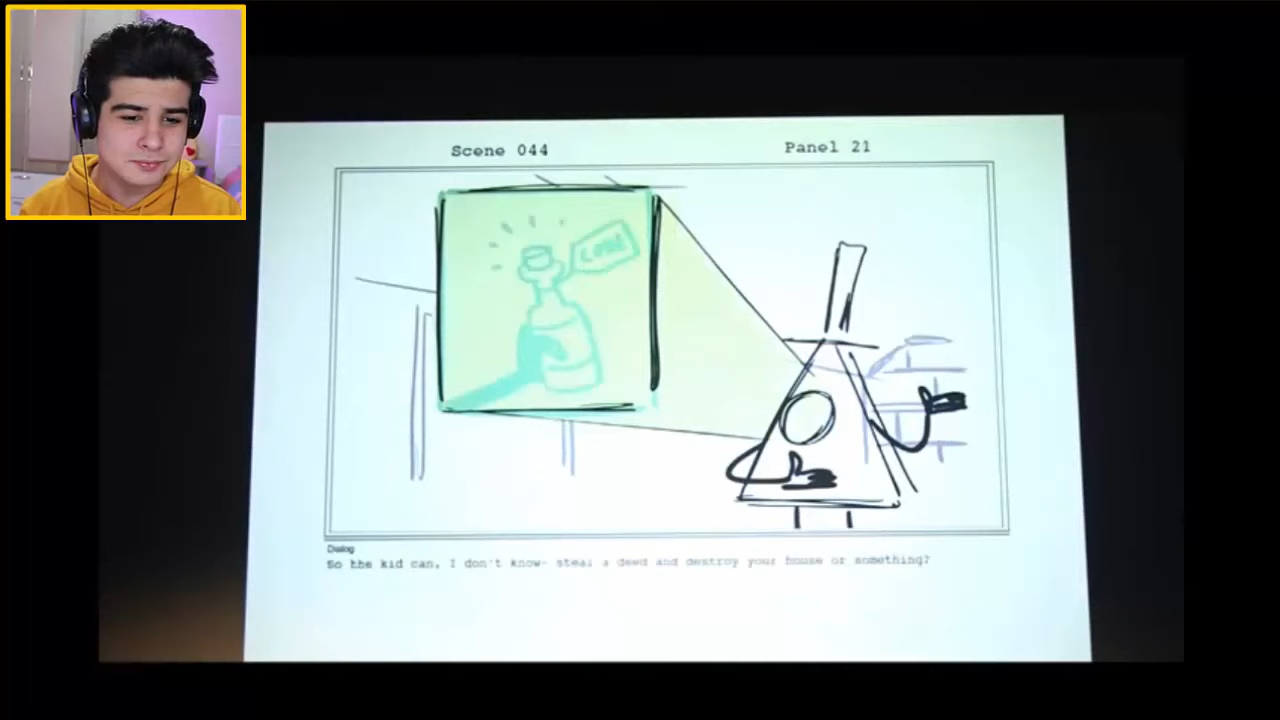 Scene 044
Panel 21
Dialog
So the kid can, I don't know- steal a deed and destroy your house or something?